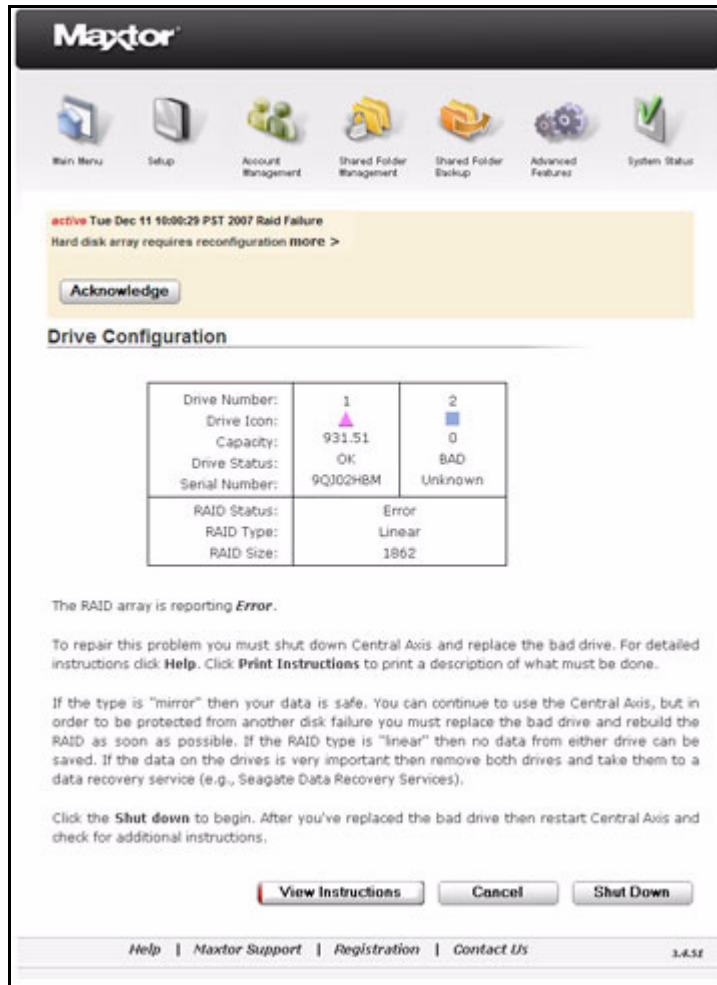 Maxtor
Main Menu
Setup
Account Management
Shared Folder Management
Shared Folder Backup
Advanced Features
System Status
active Tue Dec 11 10:00:29 PST 2007 Raid Failure
Hard disk array requires reconfiguration more >
Acknowledge
Drive Configuration
Drive Number: 1 2
Drive Icon:
Capacity: 931.51 0
Drive Status: OK BAD
Serial Number: 9QJ02HBM Unknown
RAID Status: Error
RAID Type: Linear
RAID Size: 1862
The RAID array is reporting Error.
To repair this problem you must shut down Central Axis and replace the bad drive. For detailed
instructions click Help. Click Print Instructions to print a description of what must be done.
If the type is "mirror" then your data is safe. You can continue to use the Central Axis, but in
order to be protected from another disk failure you must replace the bad drive and rebuild the
RAID as soon as possible. If the RAID type is "linear" then no data from either drive can be
saved. If the data on the drives is very important then remove both drives and take them to a
data recovery service (e.g., Seagate Data Recovery Services).
Click the Shut down to begin. After you've replaced the bad drive then restart Central Axis and
check for additional instructions.
View Instructions Cancel Shut Down
Help | Maxtor Support | Registration | Contact Us 3.4.51